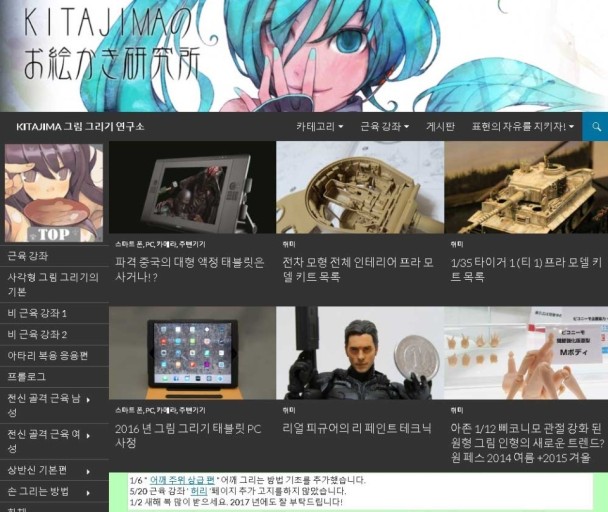 KITAJIMAの
お絵かき研究所
KITAJIMA 그림 그리기 연구소
카테고리
근육 강좌
게시판
표현의 자유를 지키자!
TOP
근육 강좌
사각형 그림 그리기의
기본
비 근육 강좌 1
비 근육 강좌 2
아타리 복용 응용편
프롤로그
전신 골격 근육 남
성
전신 골격 근육 여
성
상반신 기본편
손 그리는 방법
스마트 폰, PC, 카메라, 주변기기
파격 중국의 대형 액정 태블릿은
사거나! ?
취미
전차 모형 전체 인테리어 프라 모
델 키트 목록
취미
1/35 타이거 1 (티 1) 프라 모델 키
트 목록
스마트 폰, PC, 카메라, 주변기기
2016 년 그림 그리기 태블릿 PC
사정
취미
리얼 피규어의 리 페인트 테크닉
ピコニーモ
Mボディ
취미
아존 1/12 삐코니모 관절 강화 된
원형 그림 인형의 새로운 트렌드?
원 페스 2014 여름 +2015 겨울
1/6 " 어깨 주위 상급 편 " 어깨 그리는 방법 기초를 추가했습니다.
5/20 근육 강좌 ' 허리 '페이지 추가 고지를하지 않았습니다.
1/2 새해 복 많이 받으세요. 2017 년에도 잘 부탁드립니다!